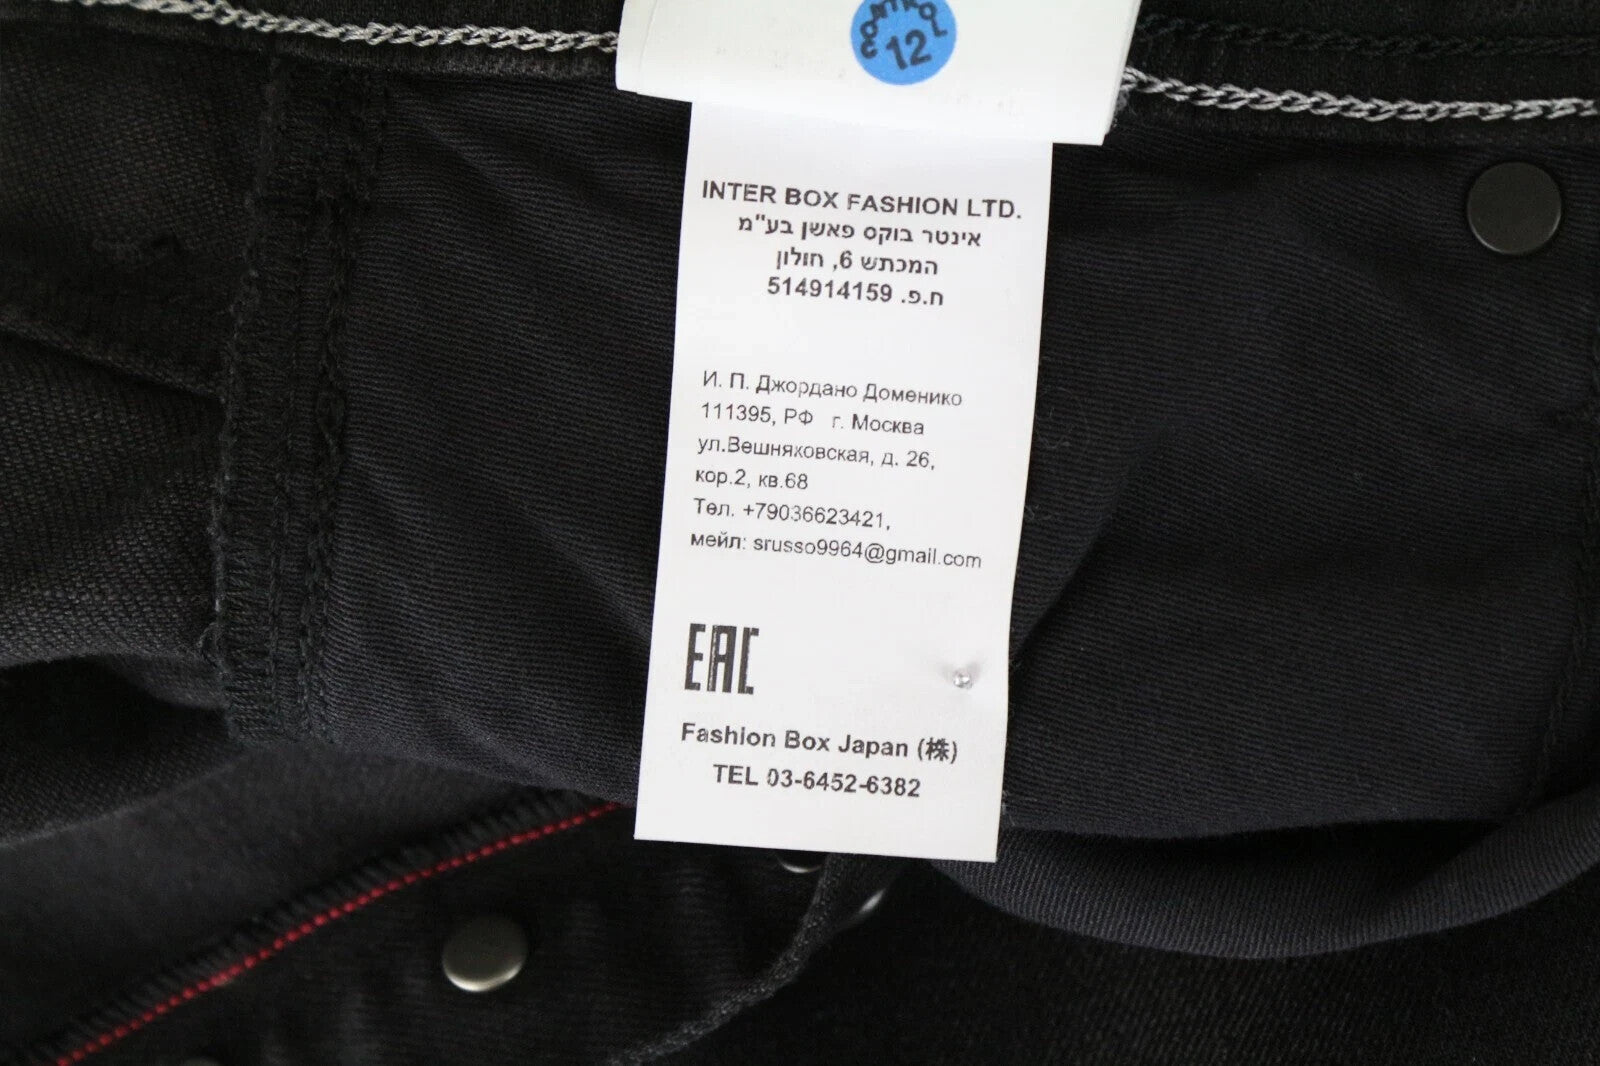 CONTROL
12
INTER BOX FASHION LTD.
אינטר בוקס פאשן בע"מ
המכתש 6, חולון
ח.פ. 514914159
И. П. Джордано Доменико
111395, РФ г. Москва
ул.Вешняковская, д. 26,
кор.2, кв.68
Тел. +79036623421,
мейл: srusso9964@gmail.com
EAC
Fashion Box Japan (株)
TEL 03-6452-6382